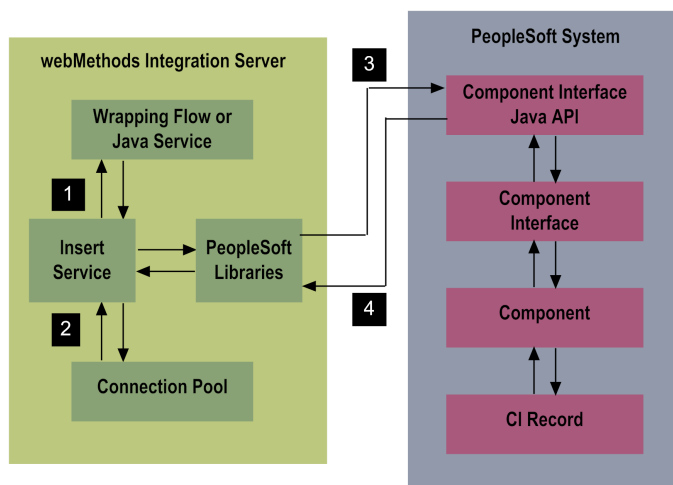 webMethods Integration Server
Wrapping Flow or
Java Service
1
Insert
Service
PeopleSoft
Libraries
2
Connection Pool
3
4
PeopleSoft System
Component Interface
Java API
Component
Interface
Component
CI Record